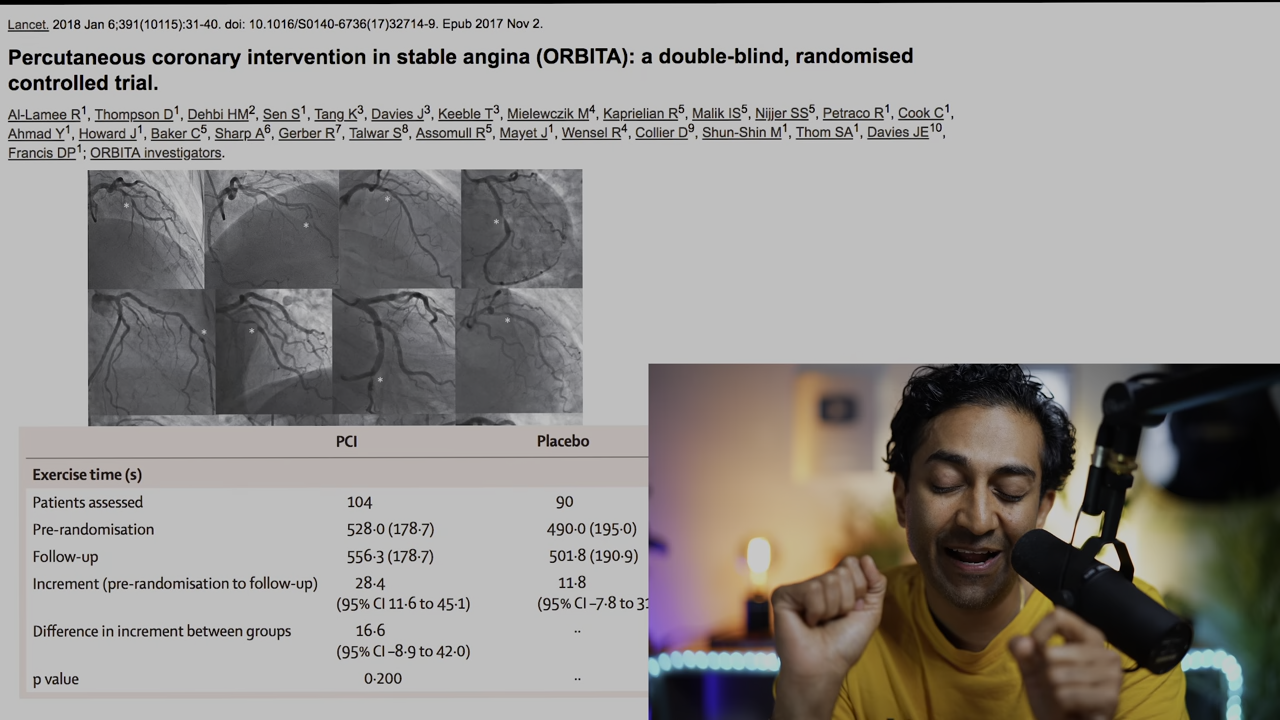 Lancet. 2018 Jan 6;391(10115):31-40. doi: 10.1016/S0140-6736(17)32714-9. Epub 2017 Nov 2.
Percutaneous coronary intervention in stable angina (ORBITA): a double-blind, randomised
controlled trial.
Al-Lamee R1, Thompson D1, Dehbi HM2, Sen S1, Tang K3, Davies J3, Keeble T3, Mielewczik M4, Kaprielian R5, Malik IS5, Nijjer SS5, Petraco R1, Cook C1,
Ahmad Y1, Howard J1, Baker C5, Sharp A6, Gerber R7, Talwar S8, Assomull R5, Mayet J1, Wensel R4, Collier D9, Shun-Shin M1, Thom SA1, Davies JE10,
Francis DP1; ORBITA investigators.
PCI Placebo
Exercise time (s)
Patients assessed 104 90
Pre-randomisation 528·0 (178·7) 490·0 (195·0)
Follow-up 556·3 (178·7) 501·8 (190·9)
Increment (pre-randomisation to follow-up) 28·4 11·8
(95% CI 11·6 to 45·1) (95% CI –7·8 to
Difference in increment between groups 16·6 ··
(95% CI –8·9 to 42·0)
p value 0·200 ··